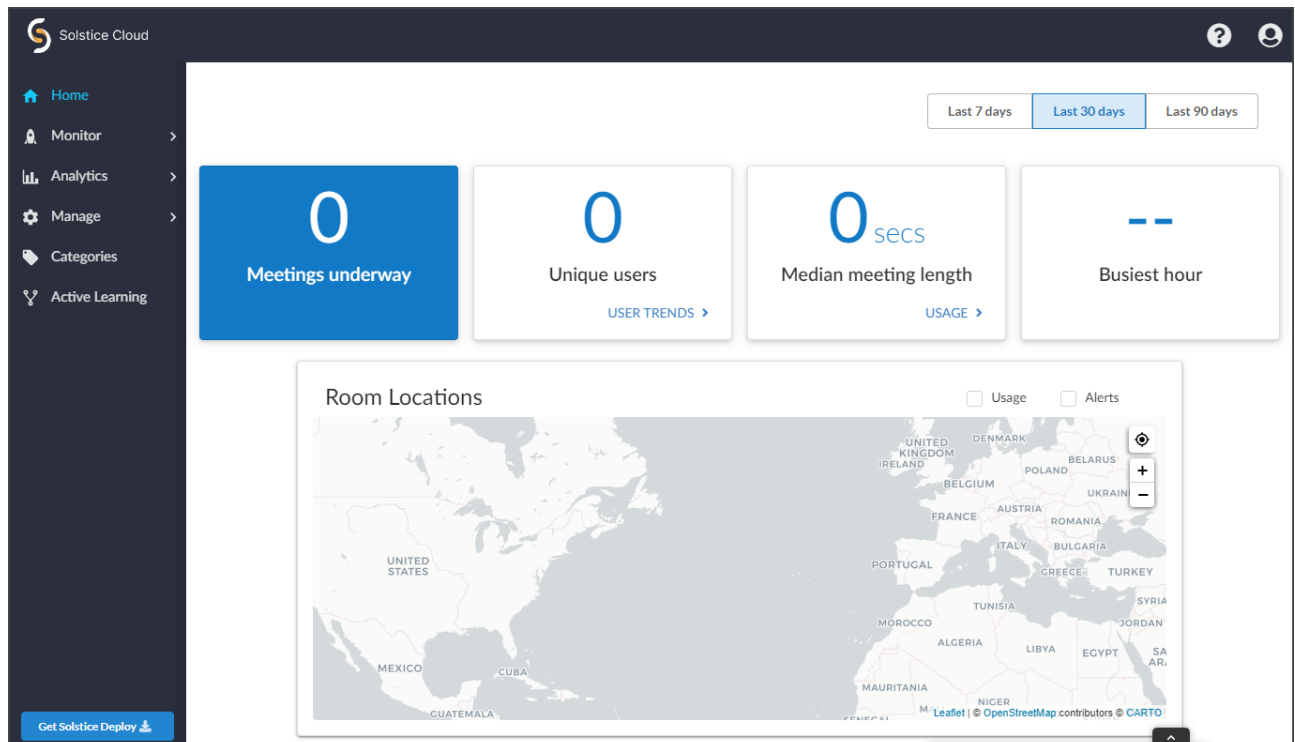 Solstice Cloud
Home
Monitor
Analytics
Manage
Categories
Active Learning
Get Solstice Deploy
Last 7 days
Last 30 days
Last 90 days
0
Meetings underway
0
Unique users
USER TRENDS
0 secs
Median meeting length
USAGE
--
Busiest hour
Room Locations
Usage
Alerts
UNITED
KINGDOM
DENMARK
IRELAND
BELARUS
POLAND
BELGIUM
UKRAIN
FRANCE
AUSTRIA
ROMANIA
ITALY
BULGARIA
UNITED
STATES
PORTUGAL
GREECE
TURKEY
SYRIA
TUNISIA
MOROCCO
JORDAN
ALGERIA
LIBYA
EGYPT
SA
AR
MEXICO
CUBA
MAURITANIA
NIGER
GUATEMALA
Leaflet | © OpenStreetMap contributors © CARTO